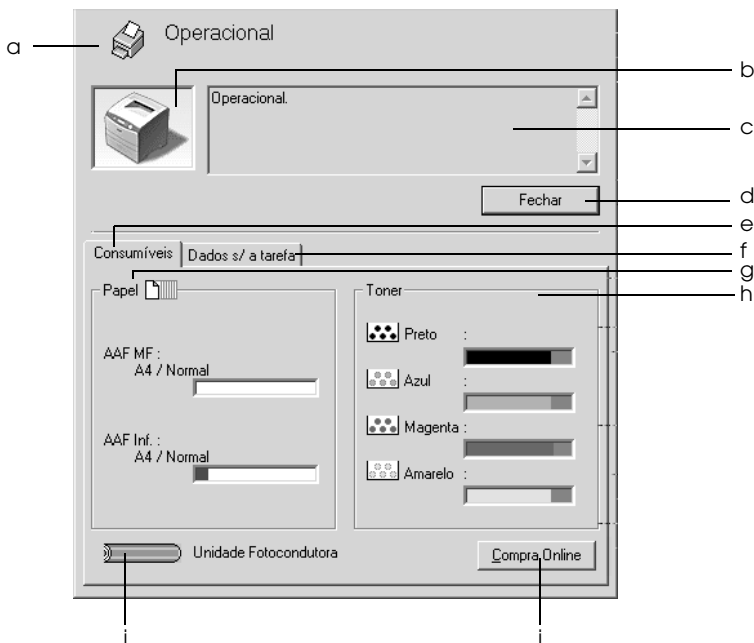 a
Operacional
b
Operacional.
c
Fechar
d
e
Consumíveis
Dados s/ a tarefa
f
g
Papel
Toner
h
Preto :
AAF MF :
A4 / Normal
Azul :
Magenta :
AAF Inf. :
A4 / Normal
Amarelo :
Unidade Fotocondutora
Compra Online
i
j